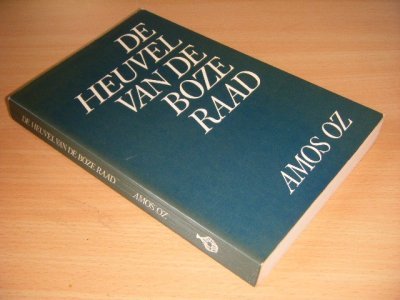 DE
HEUVEL
VAN DE
BOZE
RAAD
AMOS OZ
DE HEUVEL VAN DE BOZE RAAD AMOS OZ